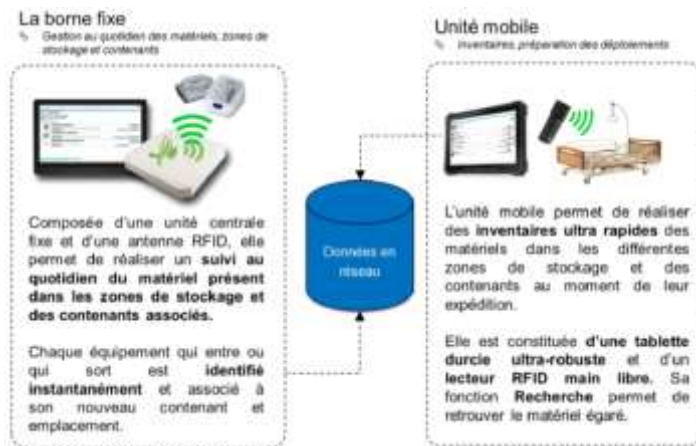 La borne fixe
Gestion au quotidien des matériels, zones de
stockage et contenants
Composée d'une unité centrale
fixe et d'une antenne RFID, elle
permet de réaliser un suivi au
quotidien du matériel présent
dans les zones de stockage et
des contenants associés.
Chaque équipement qui entre ou
qui sort est identifié
instantanément et associé à
son nouveau contenant et
emplacement.
Données en
réseau
Unité mobile
Inventaires, préparation des déploiements
L'unité mobile permet de réaliser
des inventaires ultra rapides des
matériels dans les différentes
zones de stockage et des
contenants au moment de leur
expédition.
Elle est constituée d'une tablette
durcie ultra-robuste et d'un
lecteur RFID main libre. Sa
fonction Recherche permet de
retrouver le matériel égaré.